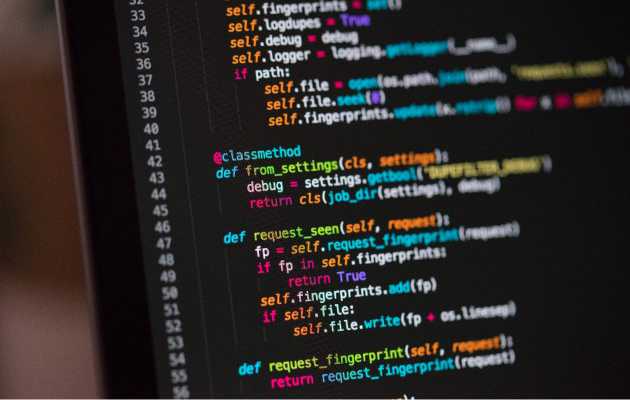 32 self.fingerprints = set()
33 self.logdupes = True
34 self.debug = debug
35 self.logger = logging.getLogger(__name__)
36 if path:
37 self.file = open(os.path.join(path, 'requests.seen'),
38 self.file.seek(0)
39 self.fingerprints.update(x.rstrip() for x in self.file
40
41 @classmethod
42 def from_settings(cls, settings):
43 debug = settings.getbool('DUPEFILTER_DEBUG')
44 return cls(job_dir(settings), debug)
45
46 def request_seen(self, request):
47 fp = self.request_fingerprint(request)
48 if fp in self.fingerprints:
49 return True
50 self.fingerprints.add(fp)
51 if self.file:
52 self.file.write(fp + os.linesep)
53
54 def request_fingerprint(self, request):
55 return request_fingerprint(request)
56